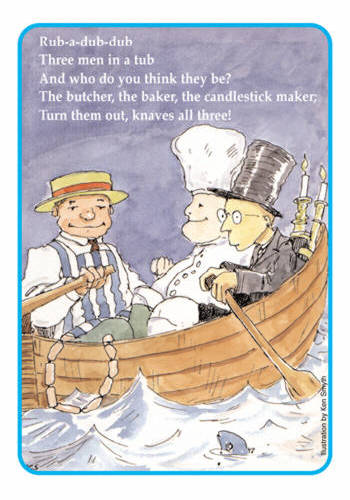 Rub-a-dub-dub
Three men in a tub
And who do you think they be?
The butcher, the baker, the candlestick maker;
Turn them out, knaves all three!
Illustration by Ken Smyth